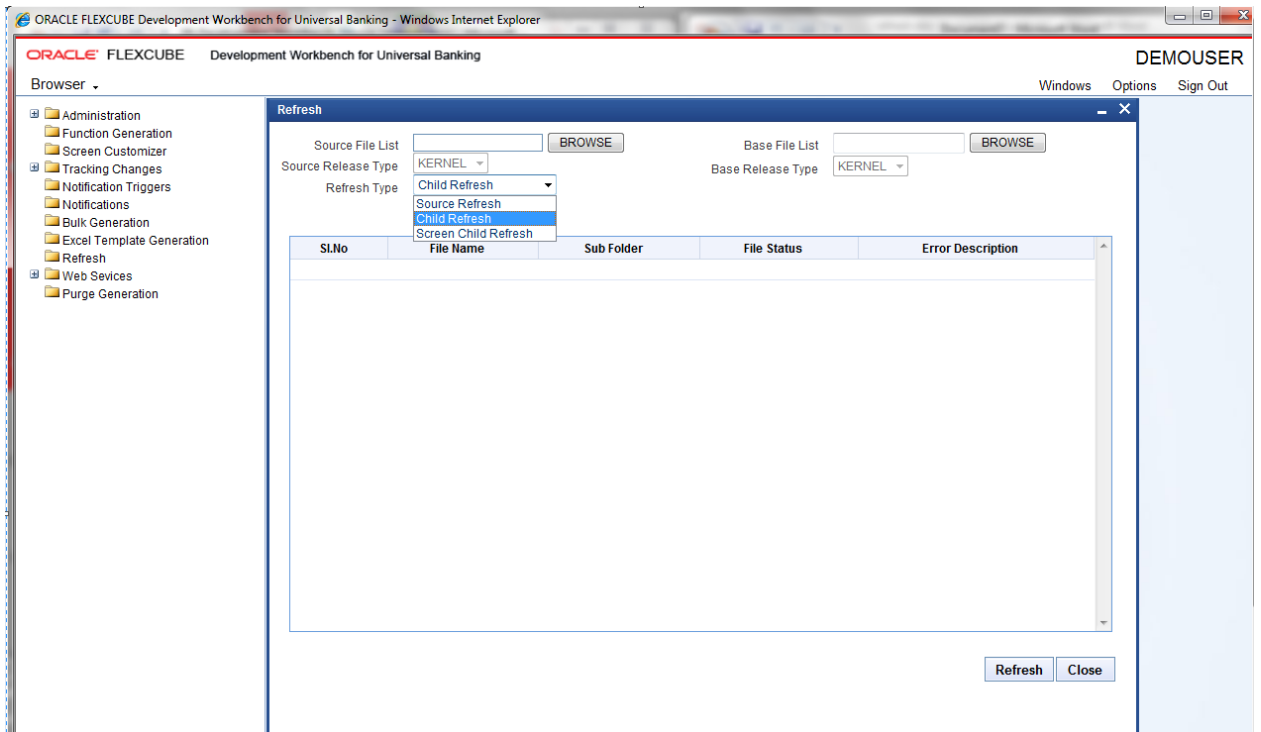 ORACLE FLEXCUBE Development Workbench for Universal Banking - Windows Internet Explorer
ORACLE FLEXCUBE Development Workbench for Universal Banking DEMOUSER
Browser Windows Options Sign Out
Administration
Function Generation
Screen Customizer
Tracking Changes
Notification Triggers
Notifications
Bulk Generation
Excel Template Generation
Refresh
Web Sevices
Purge Generation
Refresh
Source File List BROWSE Base File List BROWSE
Source Release Type KERNEL Base Release Type KERNEL
Refresh Type Child Refresh
Source Refresh
Child Refresh
Screen Child Refresh
Sl.No File Name Sub Folder File Status Error Description
Refresh Close